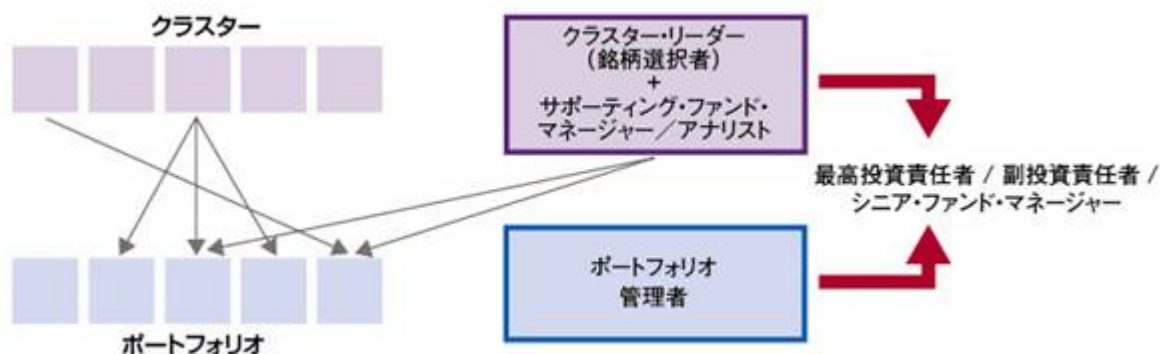 クラスター
クラスター・リーダー
（銘柄選択者）
+
サポーティング・ファンド・
マネージャー／アナリスト
最高投資責任者 / 副投資責任者 /
シニア・ファンド・マネージャー
ポートフォリオ
管理者
ポートフォリオ